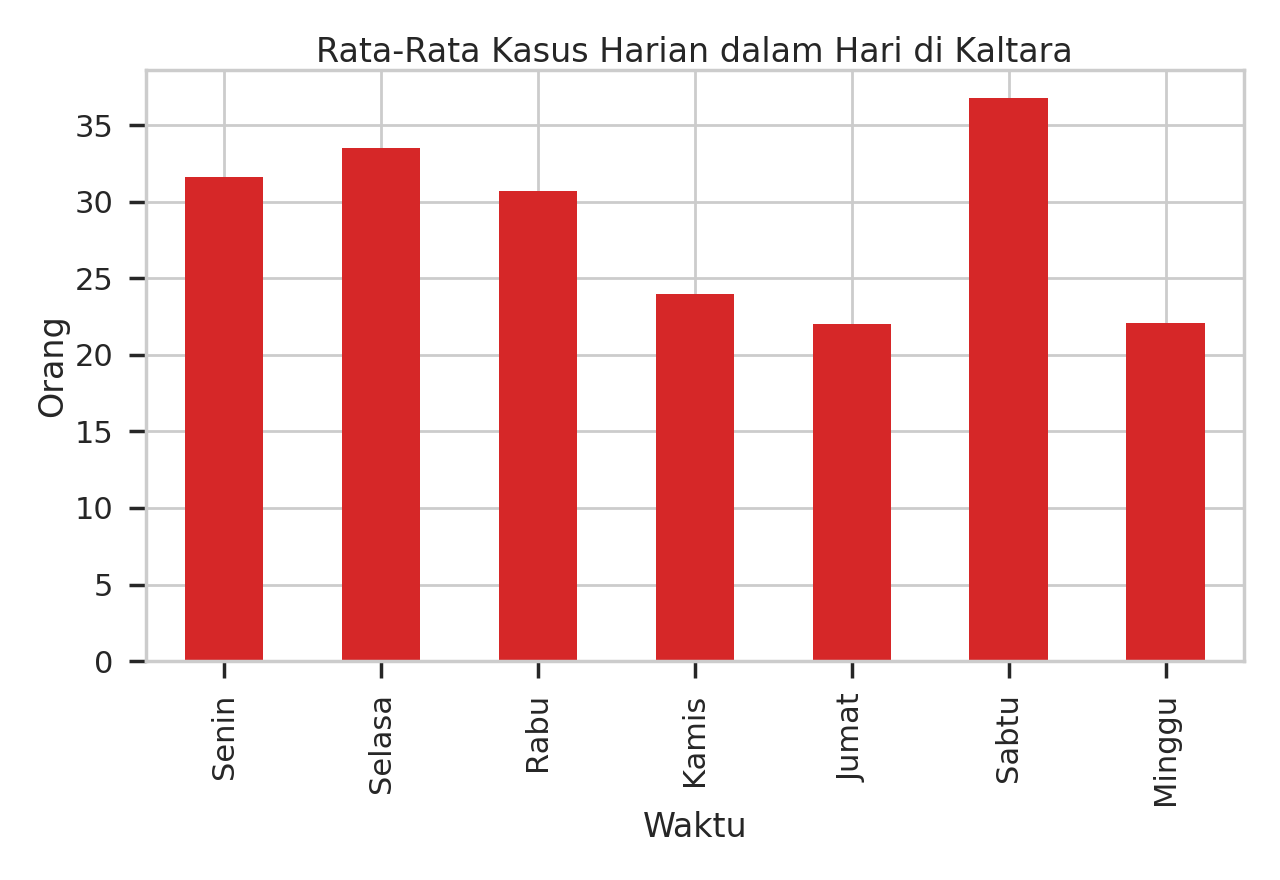 Rata-Rata Kasus Harian dalam Hari di Kaltara
Orang
35
30
25
20
15
10
5
0
Senin
Selasa
Rabu
Kamis
Jumat
Sabtu
Minggu
Waktu